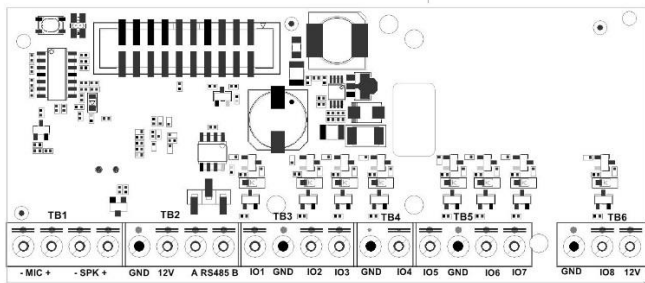 TB1 TB2 TB3 TB4 TB5 TB6
- MIC + - SPK + GND 12V A RS485 B IO1 GND IO2 IO3 GND IO4 IO5 GND IO6 IO7 GND IO8 12V